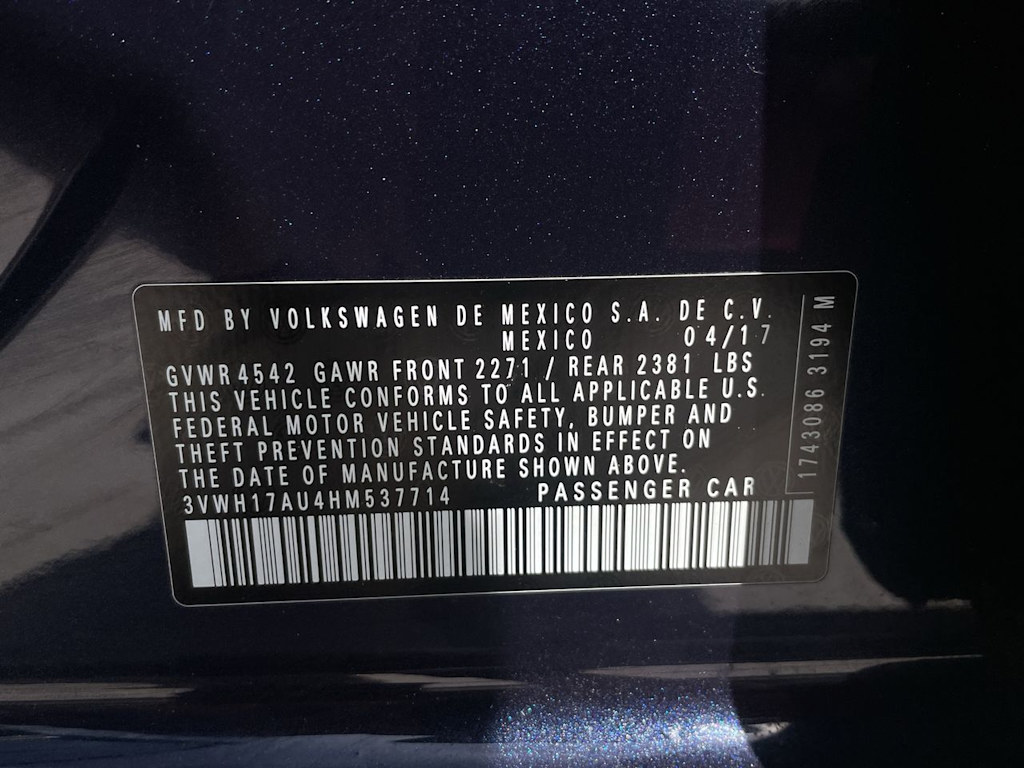 MFD BY VOLKSWAGEN DE MEXICO S.A. DE C.V.
MEXICO 04/17
GVWR 4542 GAWR FRONT 2271 / REAR 2381 LBS
THIS VEHICLE CONFORMS TO ALL APPLICABLE U.S.
FEDERAL MOTOR VEHICLE SAFETY, BUMPER AND
THEFT PREVENTION STANDARDS IN EFFECT ON
THE DATE OF MANUFACTURE SHOWN ABOVE.
3VWH17AU4HM537714 PASSENGER CAR
1743086 3194 M